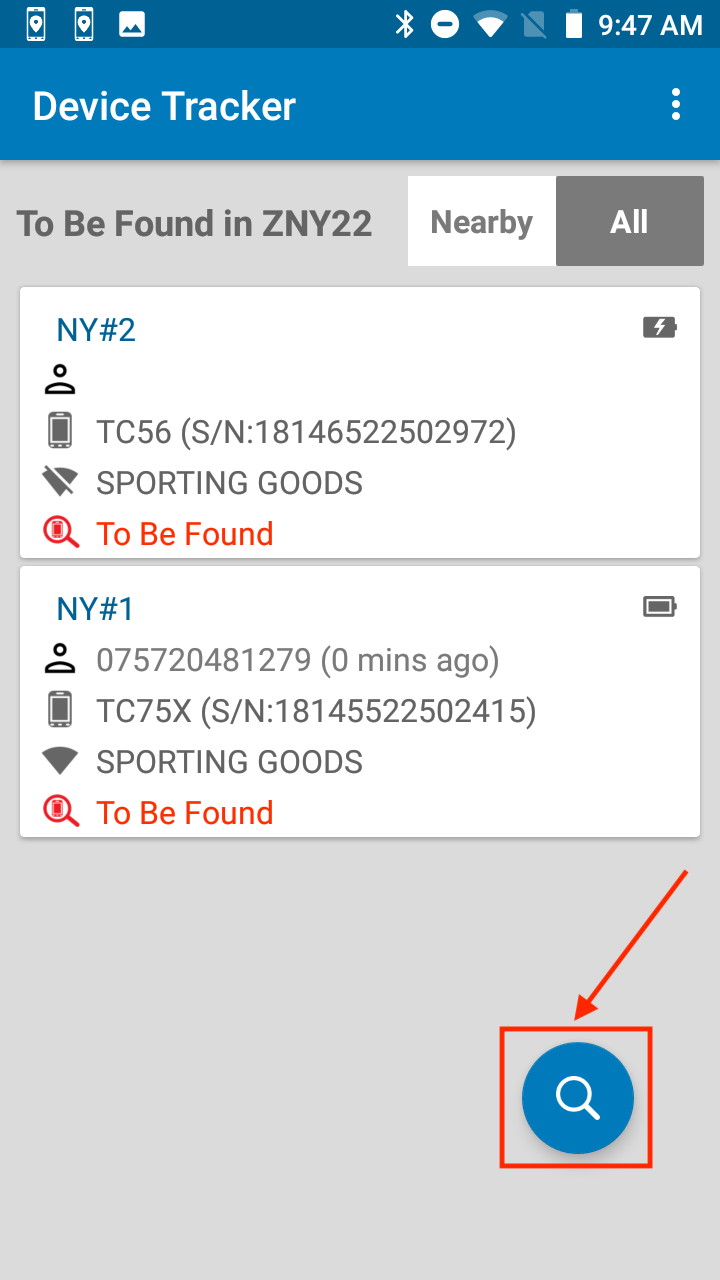 9:47 AM
Device Tracker
To Be Found in ZNY22
Nearby
All
NY#2
TC56 (S/N:18146522502972)
SPORTING GOODS
To Be Found
NY#1
075720481279 (0 mins ago)
TC75X (S/N:18145522502415)
SPORTING GOODS
To Be Found